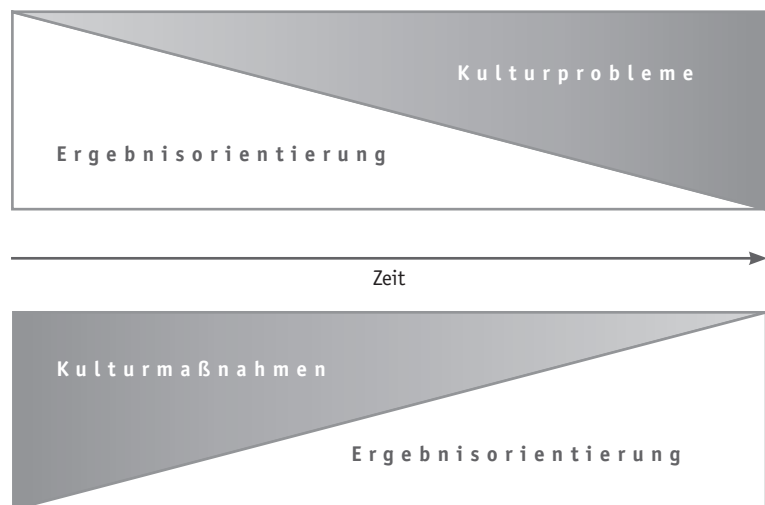 Kulturprobleme
Ergebnisorientierung
Zeit
Kulturmaßnahmen
Ergebnisorientierung